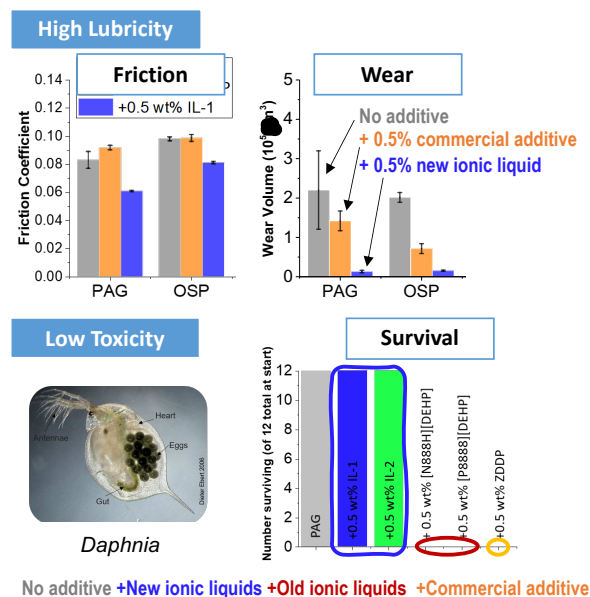 High Lubricity
Friction
+0.5 wt% IL-1
Friction Coefficient
0.14
0.12
0.10
0.08
0.06
0.04
0.02
0.00
PAG OSP
Wear
Wear Volume (10⁵ m³)
5
4
3
2
1
0
No additive
+ 0.5% commercial additive
+ 0.5% new ionic liquid
PAG OSP
Low Toxicity
Antennae
Heart
Eggs
Gut
Dieter Ebert 2006
Daphnia
Survival
Number surviving (of 12 total at start)
12
10
8
6
4
2
0
PAG
+0.5 wt% IL-1
+0.5 wt% IL-2
+ 0.5 wt% [N888H][DEHP]
+ 0.5 wt% [P8888][DEHP]
+0.5 wt% ZDDP
No additive +New ionic liquids +Old ionic liquids +Commercial additive